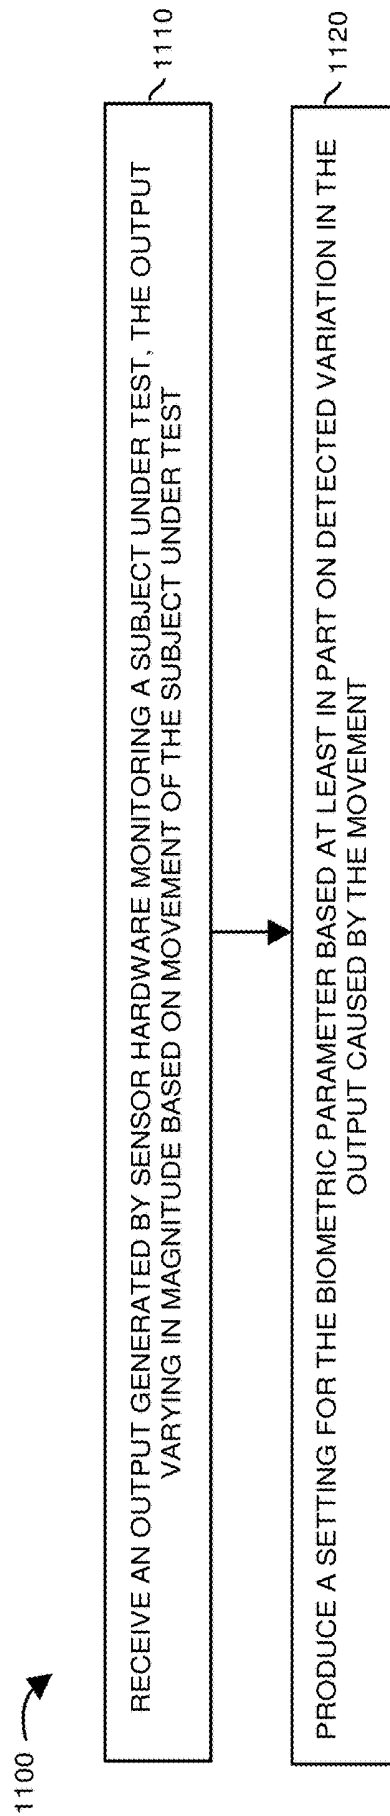 1100
1110
RECEIVE AN OUTPUT GENERATED BY SENSOR HARDWARE MONITORING A SUBJECT UNDER TEST, THE OUTPUT
VARYING IN MAGNITUDE BASED ON MOVEMENT OF THE SUBJECT UNDER TEST
1120
PRODUCE A SETTING FOR THE BIOMETRIC PARAMETER BASED AT LEAST IN PART ON DETECTED VARIATION IN THE
OUTPUT CAUSED BY THE MOVEMENT